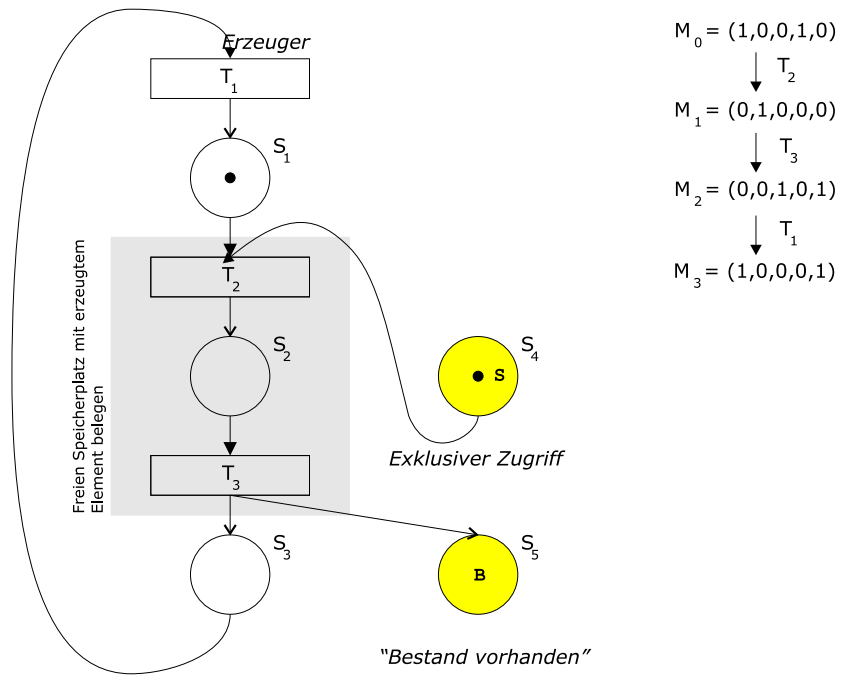 Erzeuger
T1
S1
Freien Speicherplatz mit erzeugtem
Element belegen
T2
S2
S4
S
Exklusiver Zugriff
T3
S3
S5
B
“Bestand vorhanden”
M0 = (1,0,0,1,0)
T2
M1 = (0,1,0,0,0)
T3
M2 = (0,0,1,0,1)
T1
M3 = (1,0,0,0,1)